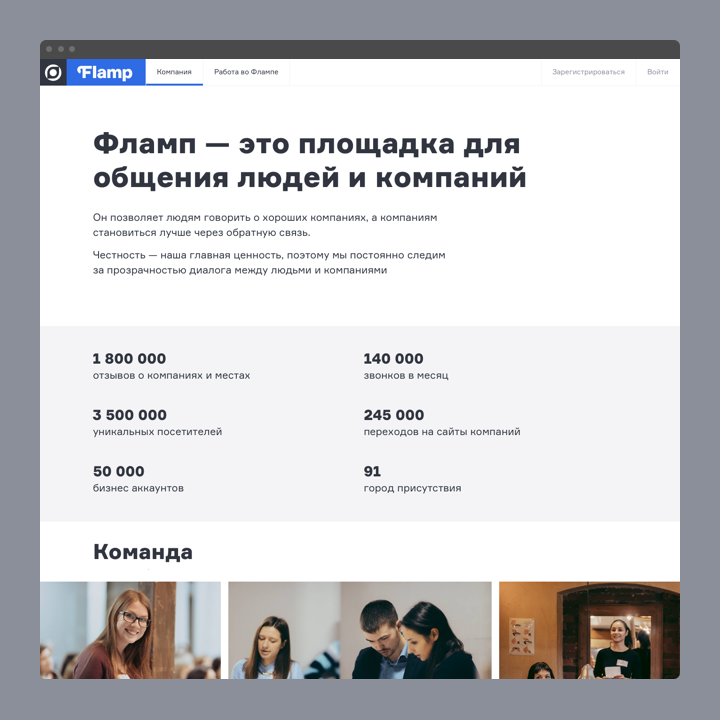 Flamp
Компания
Работа во Флампе
Зарегистрироваться
Войти
Фламп — это площадка для
общения людей и компаний
Он позволяет людям говорить о хороших компаниях, а компаниям
становиться лучше через обратную связь.
Честность — наша главная ценность, поэтому мы постоянно следим
за прозрачностью диалога между людьми и компаниями
1 800 000
отзывов о компаниях и местах
140 000
звонков в месяц
3 500 000
уникальных посетителей
245 000
переходов на сайты компаний
50 000
бизнес аккаунтов
91
город присутствия
Команда